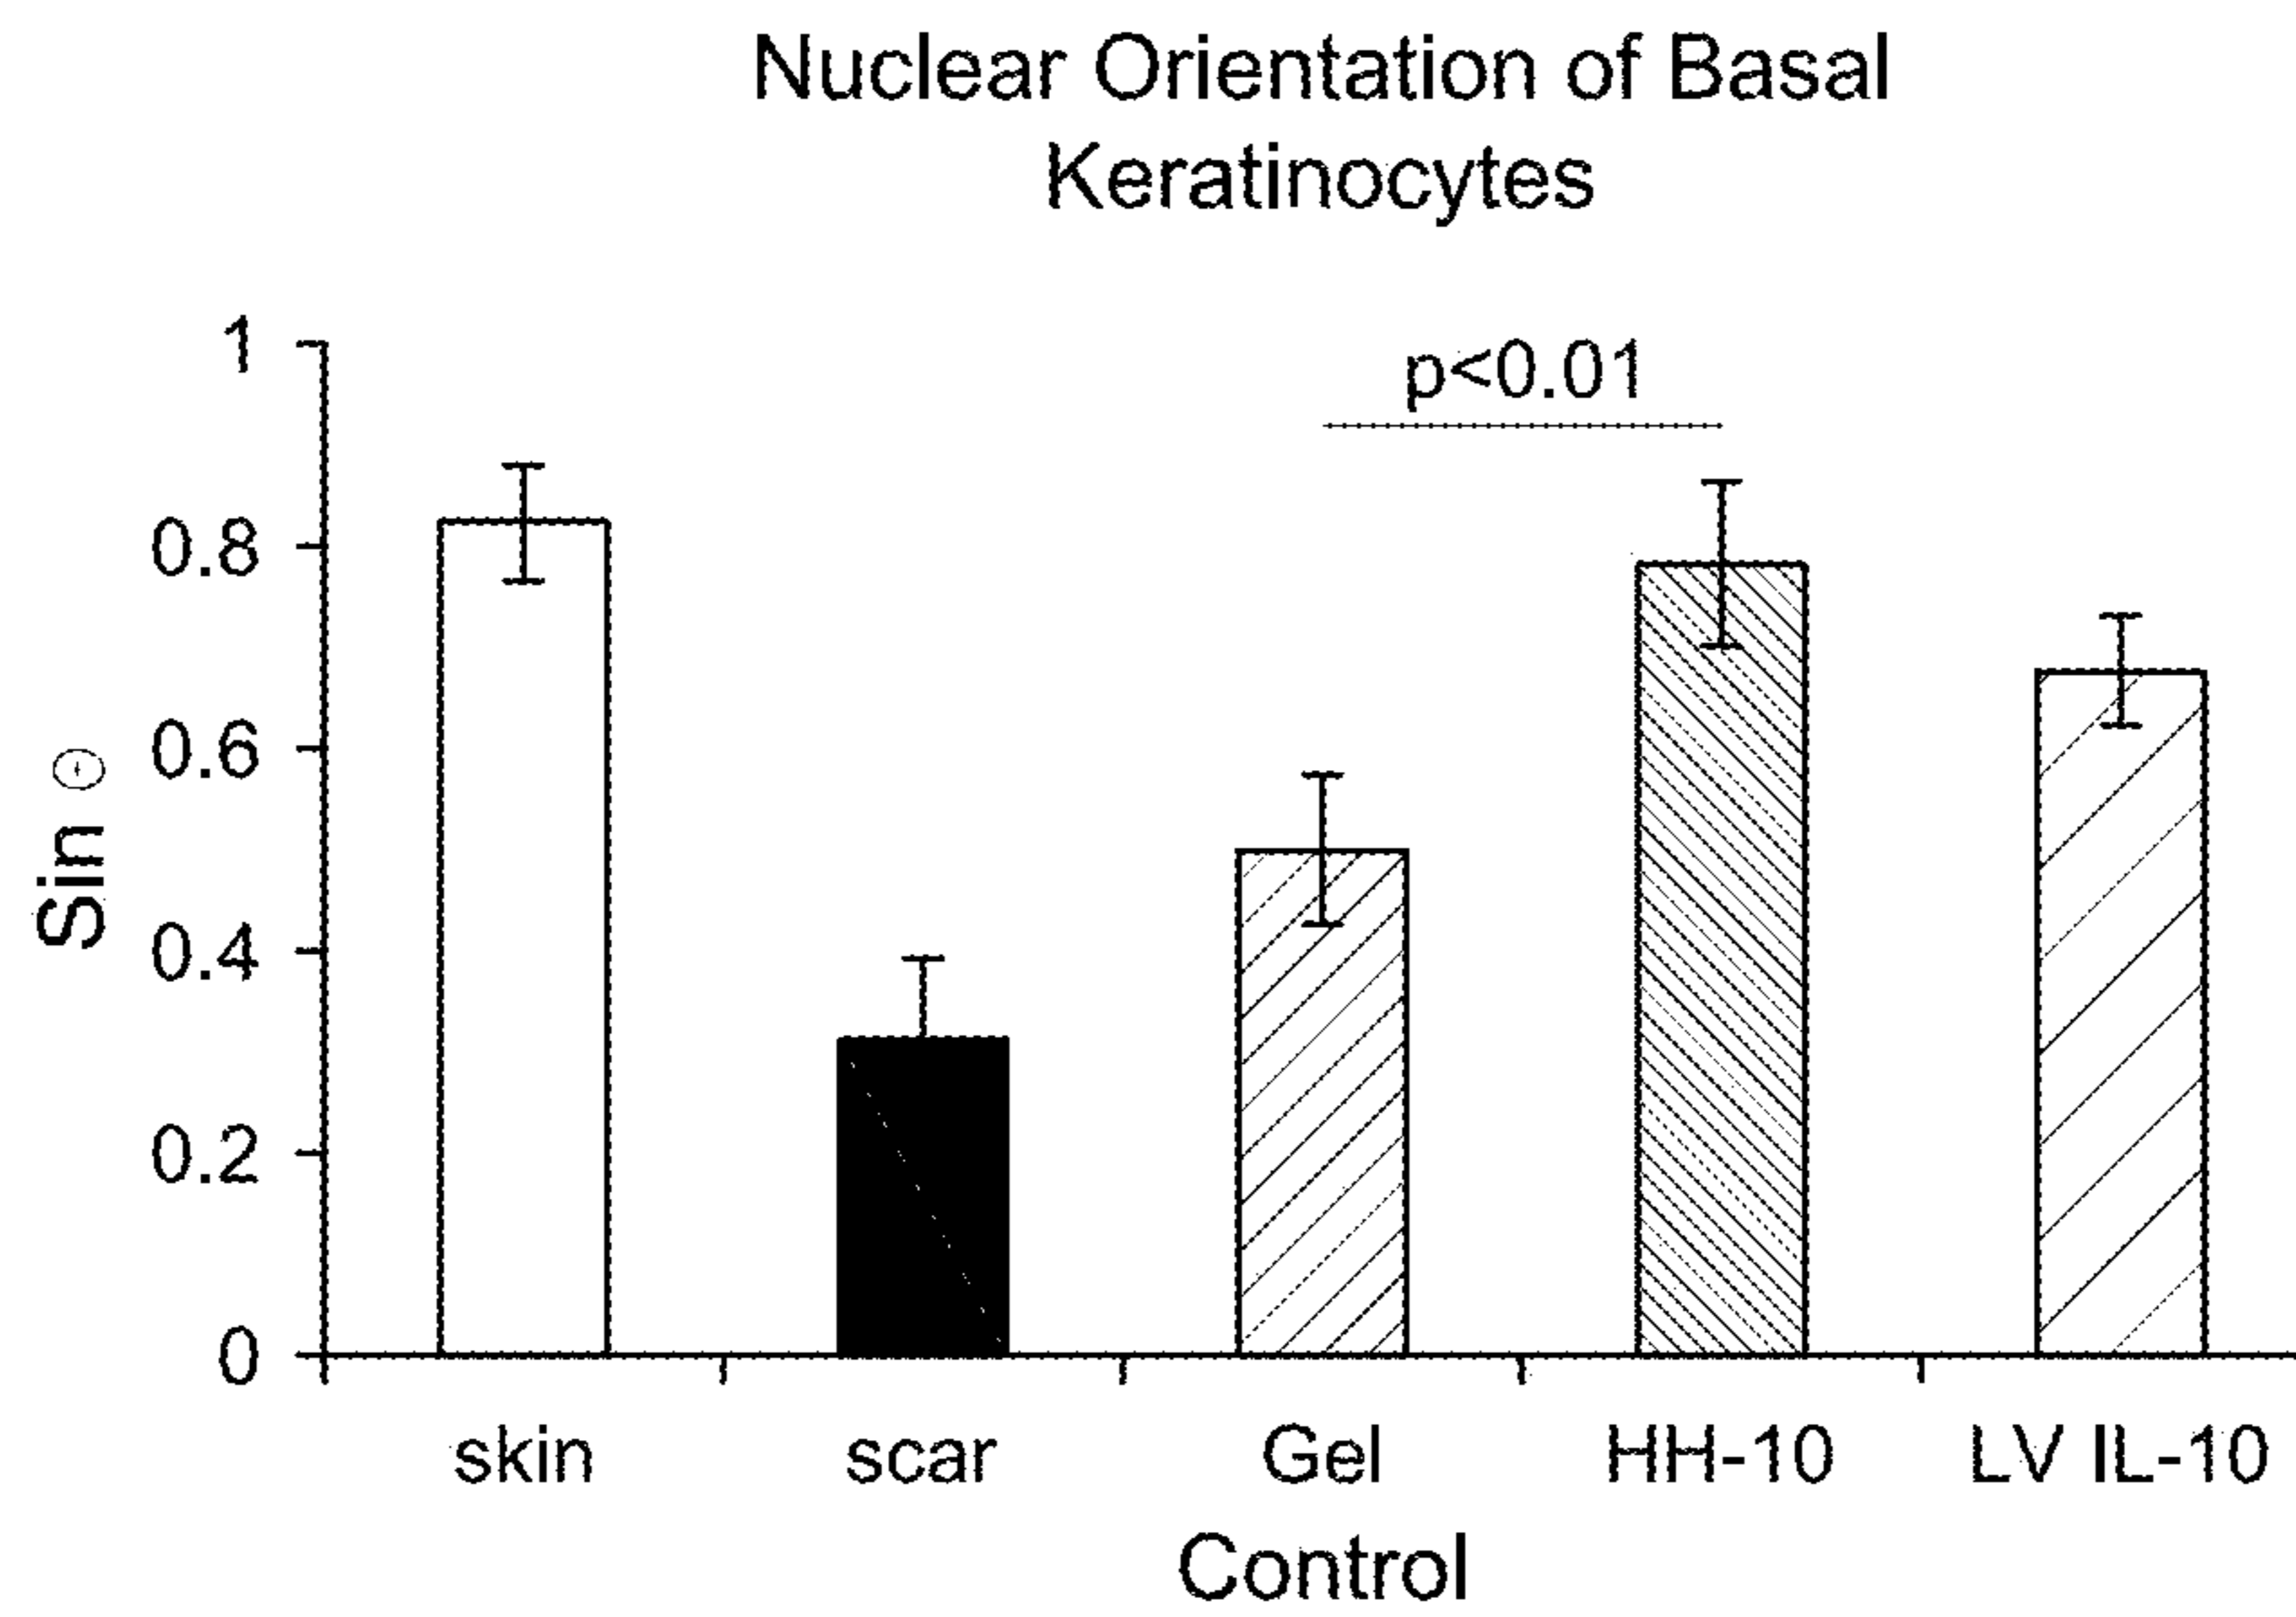 Nuclear Orientation of Basal
Keratinocytes
p<0.01
1
0.8
0.6
0.4
0.2
0
Sin Θ
skin scar Gel HH-10 LV IL-10
Control